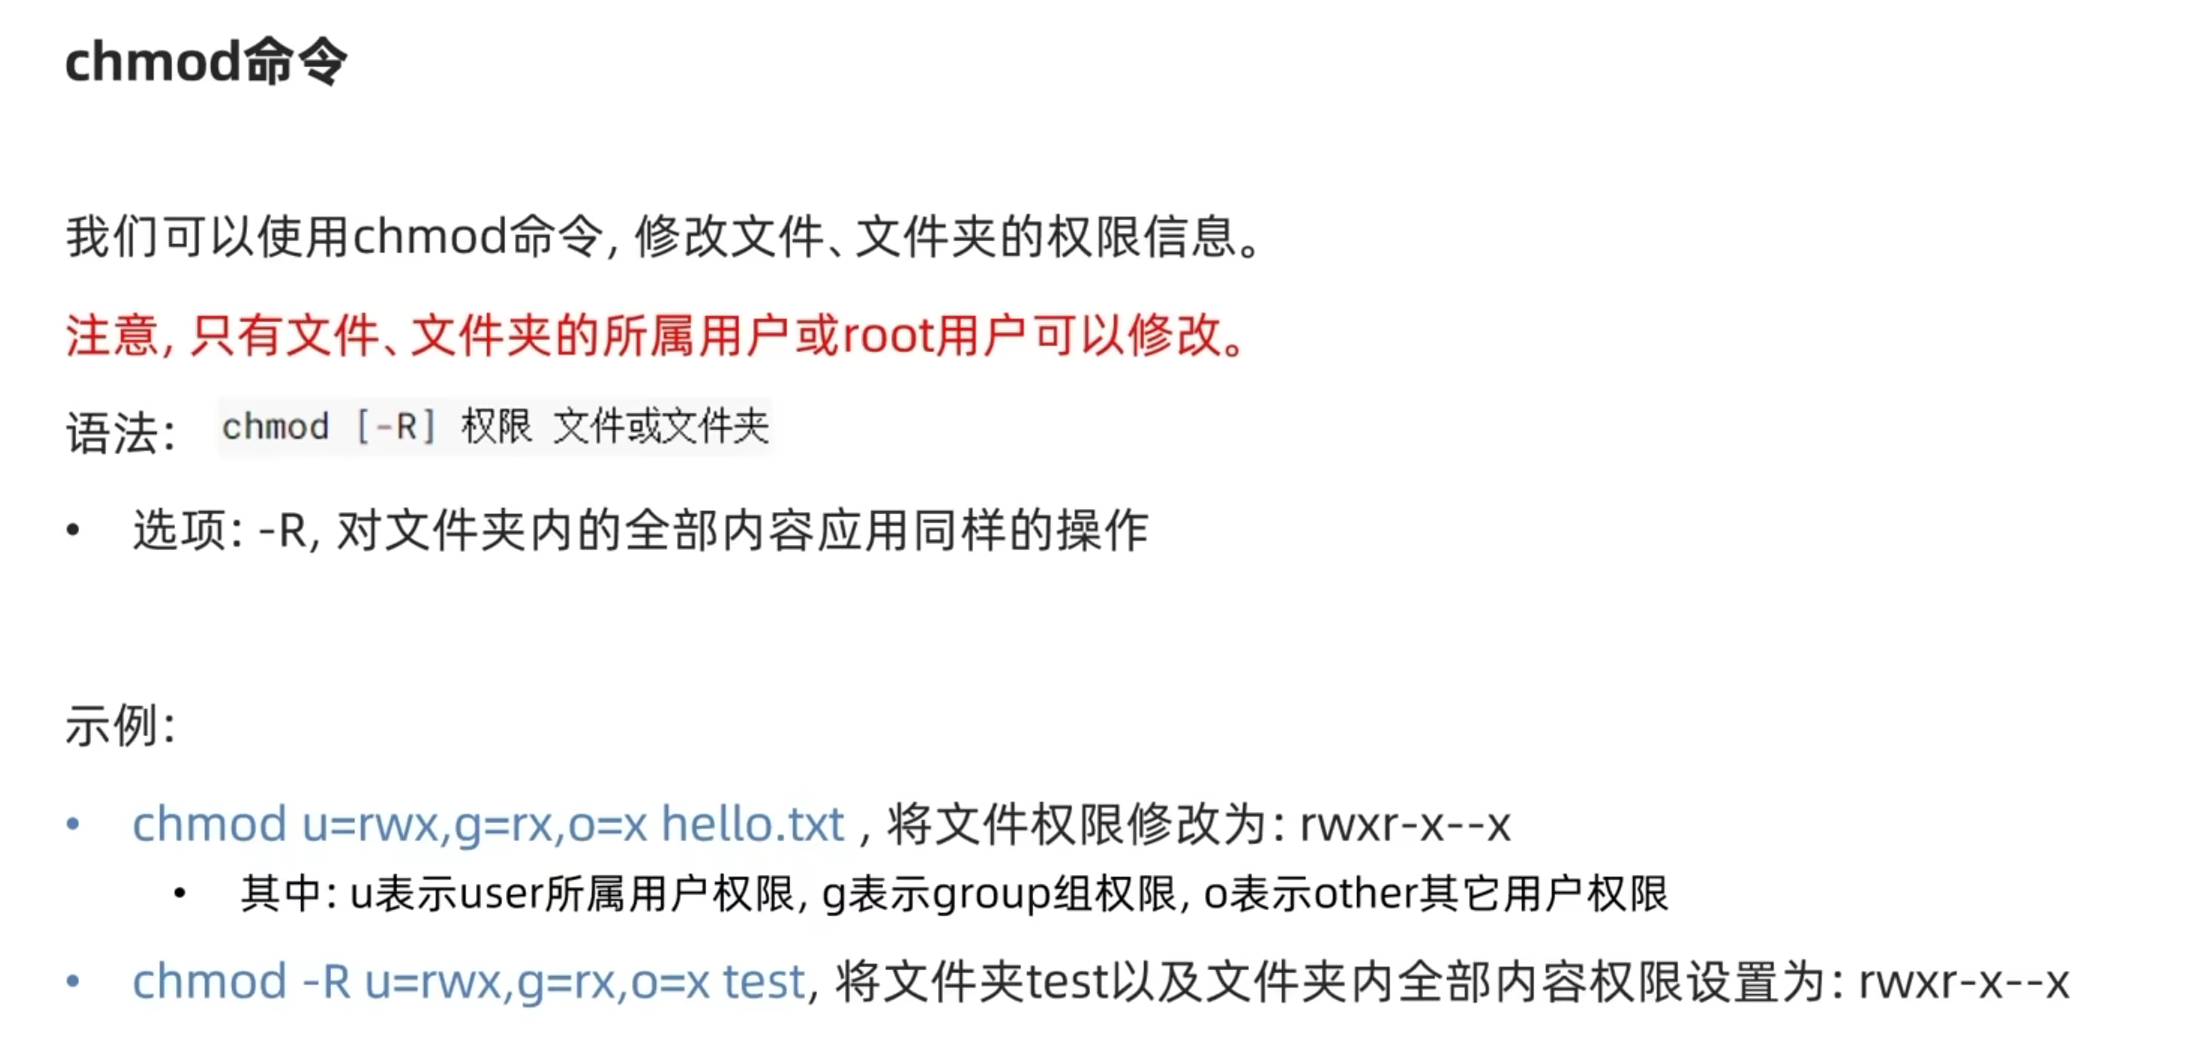 chmod命令
我们可以使用chmod命令, 修改文件、文件夹的权限信息。
注意, 只有文件、文件夹的所属用户或root用户可以修改。
语法: chmod [-R] 权限 文件或文件夹
• 选项: -R, 对文件夹内的全部内容应用同样的操作
示例:
• chmod u=rwx,g=rx,o=x hello.txt , 将文件权限修改为: rwxr-x--x
• 其中: u表示user所属用户权限, g表示group组权限, o表示other其它用户权限
• chmod -R u=rwx,g=rx,o=x test, 将文件夹test以及文件夹内全部内容权限设置为: rwxr-x--x